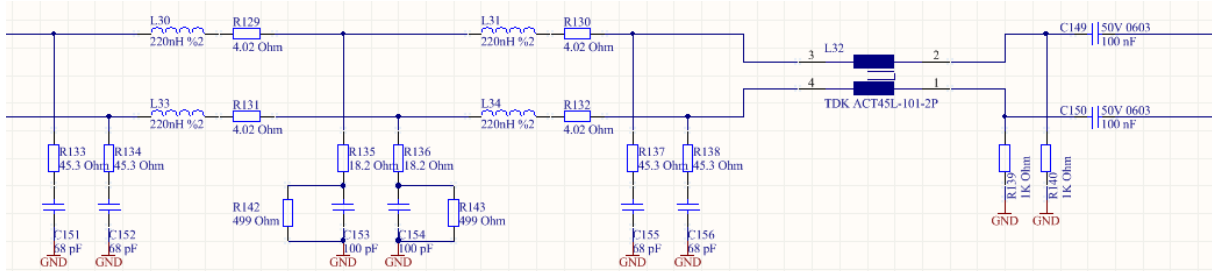 L30
R129
L31
R130
C149
50V 0603
220nH %2
4.02 Ohm
220nH %2
4.02 Ohm
100 nF
L32
3
2
4
1
TDK ACT45L-101-2P
L33
R131
L34
R132
C150
50V 0603
220nH %2
4.02 Ohm
220nH %2
4.02 Ohm
100 nF
R133
45.3 Ohm
R134
45.3 Ohm
R135
18.2 Ohm
R136
18.2 Ohm
R137
45.3 Ohm
R138
45.3 Ohm
R139
1K Ohm
R140
1K Ohm
R142
499 Ohm
R143
499 Ohm
C151
68 pF
C152
68 pF
C153
100 pF
C154
100 pF
C155
68 pF
C156
68 pF
GND
GND
GND
GND
GND
GND
GND
GND